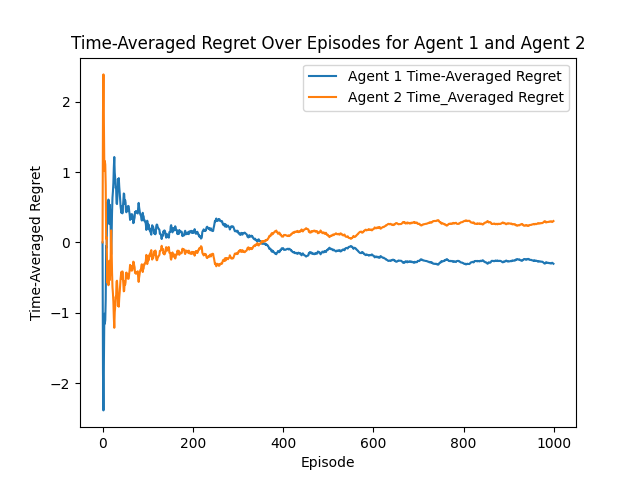 Time-Averaged Regret Over Episodes for Agent 1 and Agent 2
Agent 1 Time-Averaged Regret
Agent 2 Time_Averaged Regret
2
1
0
−1
−2
Time-Averaged Regret
0 200 400 600 800 1000
Episode